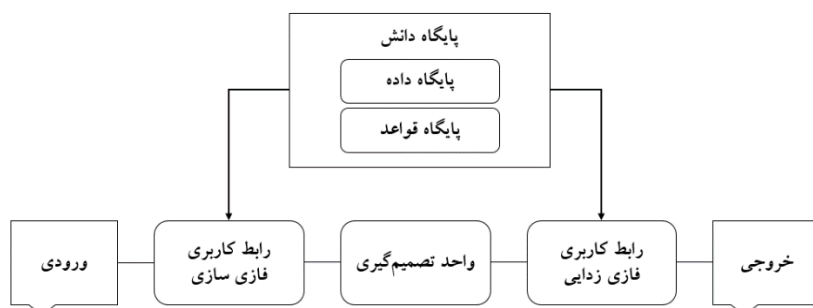 پایگاه دانش
پایگاه داده
پایگاه قواعد
ورودی
رابط کاربری
فازی سازی
واحد تصمیم‌گیری
رابط کاربری
فازی زدایی
خروجی